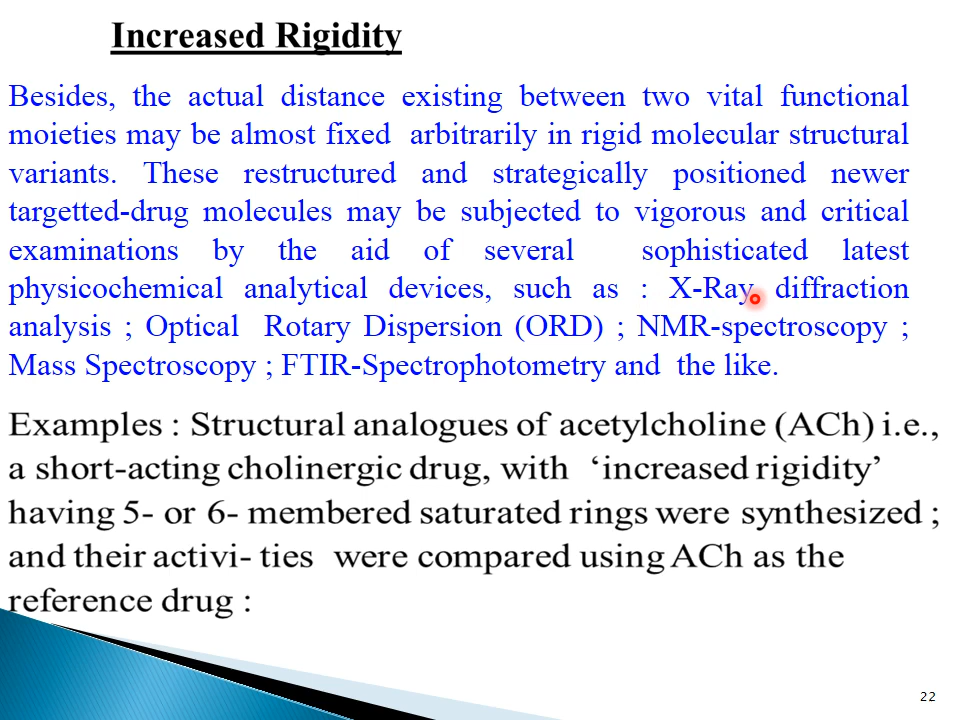 Increased Rigidity
Besides, the actual distance existing between two vital functional
moieties may be almost fixed arbitrarily in rigid molecular structural
variants. These restructured and strategically positioned newer
targetted-drug molecules may be subjected to vigorous and critical
examinations by the aid of several sophisticated latest
physicochemical analytical devices, such as : X-Ray diffraction
analysis ; Optical Rotary Dispersion (ORD) ; NMR-spectroscopy ;
Mass Spectroscopy ; FTIR-Spectrophotometry and the like.
Examples : Structural analogues of acetylcholine (ACh) i.e.,
a short-acting cholinergic drug, with ‘increased rigidity’
having 5- or 6- membered saturated rings were synthesized ;
and their activi- ties were compared using ACh as the
reference drug :
22